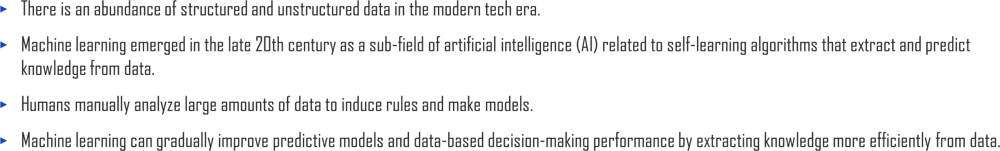 ► There is an abundance of structured and unstructured data in the modern tech era.
► Machine learning emerged in the late 20th century as a sub-field of artificial intelligence (AI) related to self-learning algorithms that extract and predict
knowledge from data.
► Humans manually analyze large amounts of data to induce rules and make models.
► Machine learning can gradually improve predictive models and data-based decision-making performance by extracting knowledge more efficiently from data.